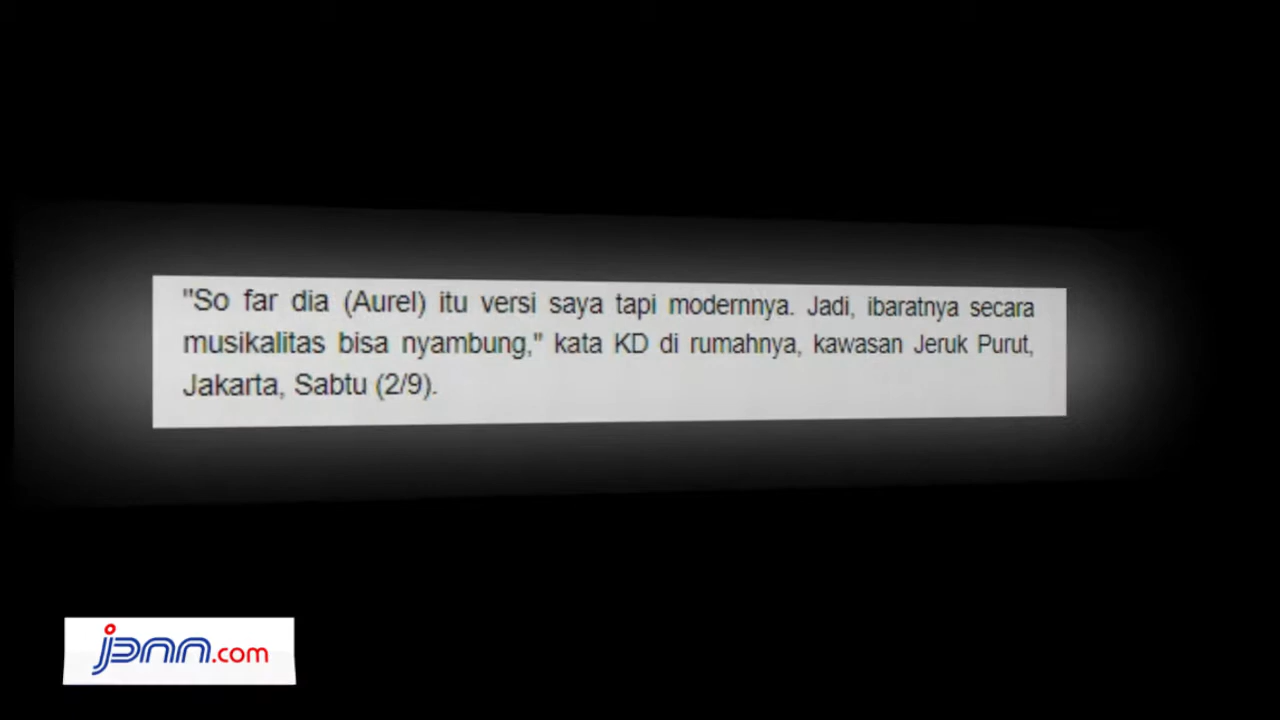 "So far dia (Aurel) itu versi saya tapi modernnya. Jadi, ibaratnya secara
musikalitas bisa nyambung," kata KD di rumahnya, kawasan Jeruk Purut,
Jakarta, Sabtu (2/9).
jpnn.com